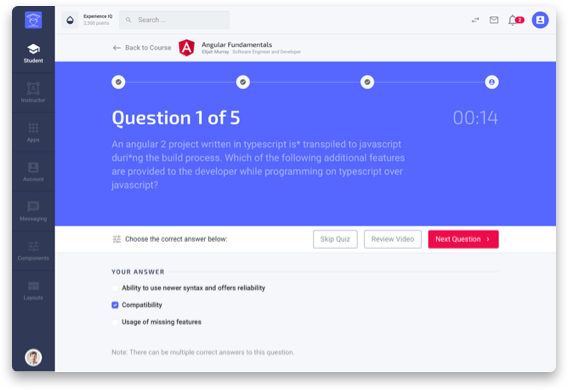 Experience IQ
2,300 points
Search ...
2
Student
Instructor
Apps
Account
Messaging
Components
Layouts
Back to Course
Angular Fundamentals
Elijah Murray Software Engineer and Developer
Question 1 of 5
00:14
An angular 2 project written in typescript is* transpiled to javascript
duri*ng the build process. Which of the following additional features
are provided to the developer while programming on typescript over
javascript?
Choose the correct answer below:
Skip Quiz
Review Video
Next Question
YOUR ANSWER
Ability to use newer syntax and offers reliability
Compatibility
Usage of missing features
Note: There can be multiple correct answers to this question.